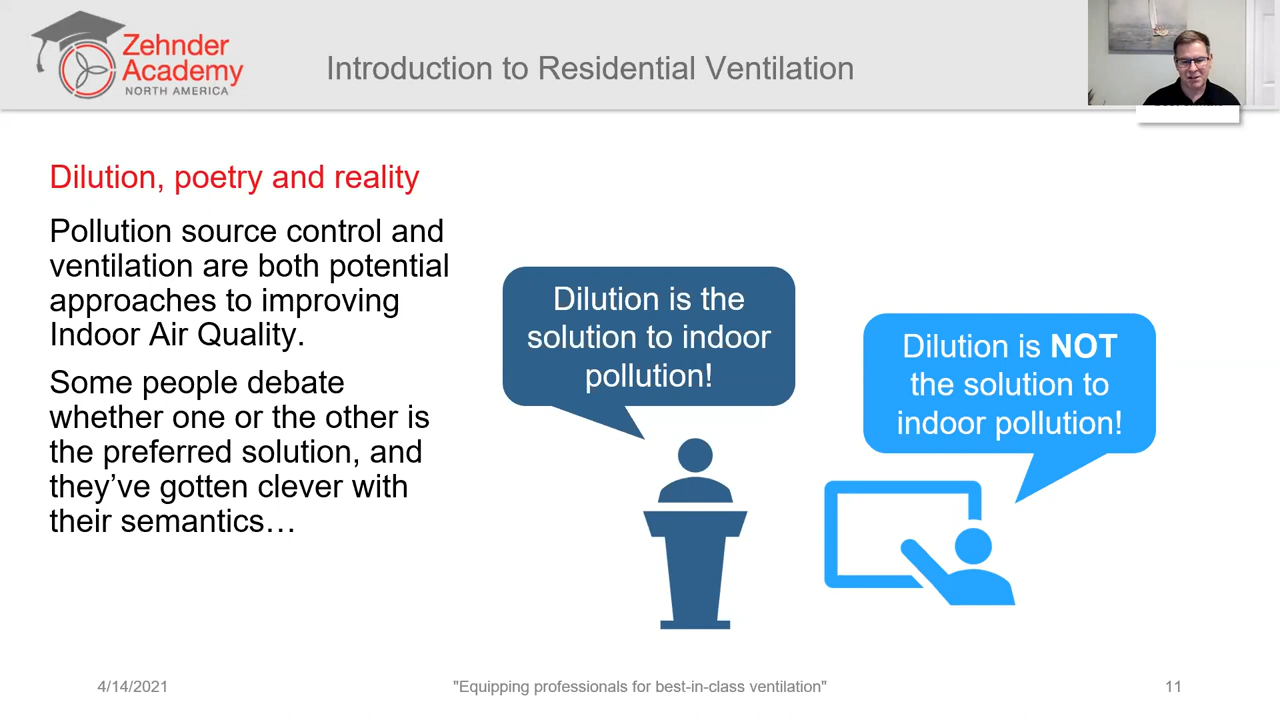 Zehnder
Academy
NORTH AMERICA
Introduction to Residential Ventilation
Dilution, poetry and reality
Pollution source control and
ventilation are both potential
approaches to improving
Indoor Air Quality.
Some people debate
whether one or the other is
the preferred solution, and
they’ve gotten clever with
their semantics…
Dilution is the
solution to indoor
pollution!
Dilution is NOT
the solution to
indoor pollution!
4/14/2021
"Equipping professionals for best-in-class ventilation"
11